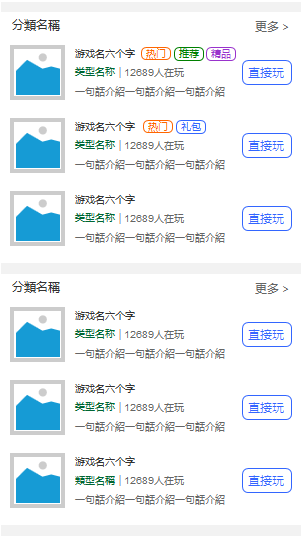 分類名稱 更多 >
游戏名六个字 热门 推荐 精品
类型名称 | 12689人在玩 直接玩
一句話介紹一句話介紹一句話介紹
游戏名六个字 热门 礼包
类型名称 | 12689人在玩 直接玩
一句話介紹一句話介紹一句話介紹
游戏名六个字
类型名称 | 12689人在玩 直接玩
一句話介紹一句話介紹一句話介紹
分類名稱 更多 >
游戏名六个字
类型名称 | 12689人在玩 直接玩
一句話介紹一句話介紹一句話介紹
游戏名六个字
类型名称 | 12689人在玩 直接玩
一句話介紹一句話介紹一句話介紹
游戏名六个字
類型名稱 | 12689人在玩 直接玩
一句話介紹一句話介紹一句話介紹